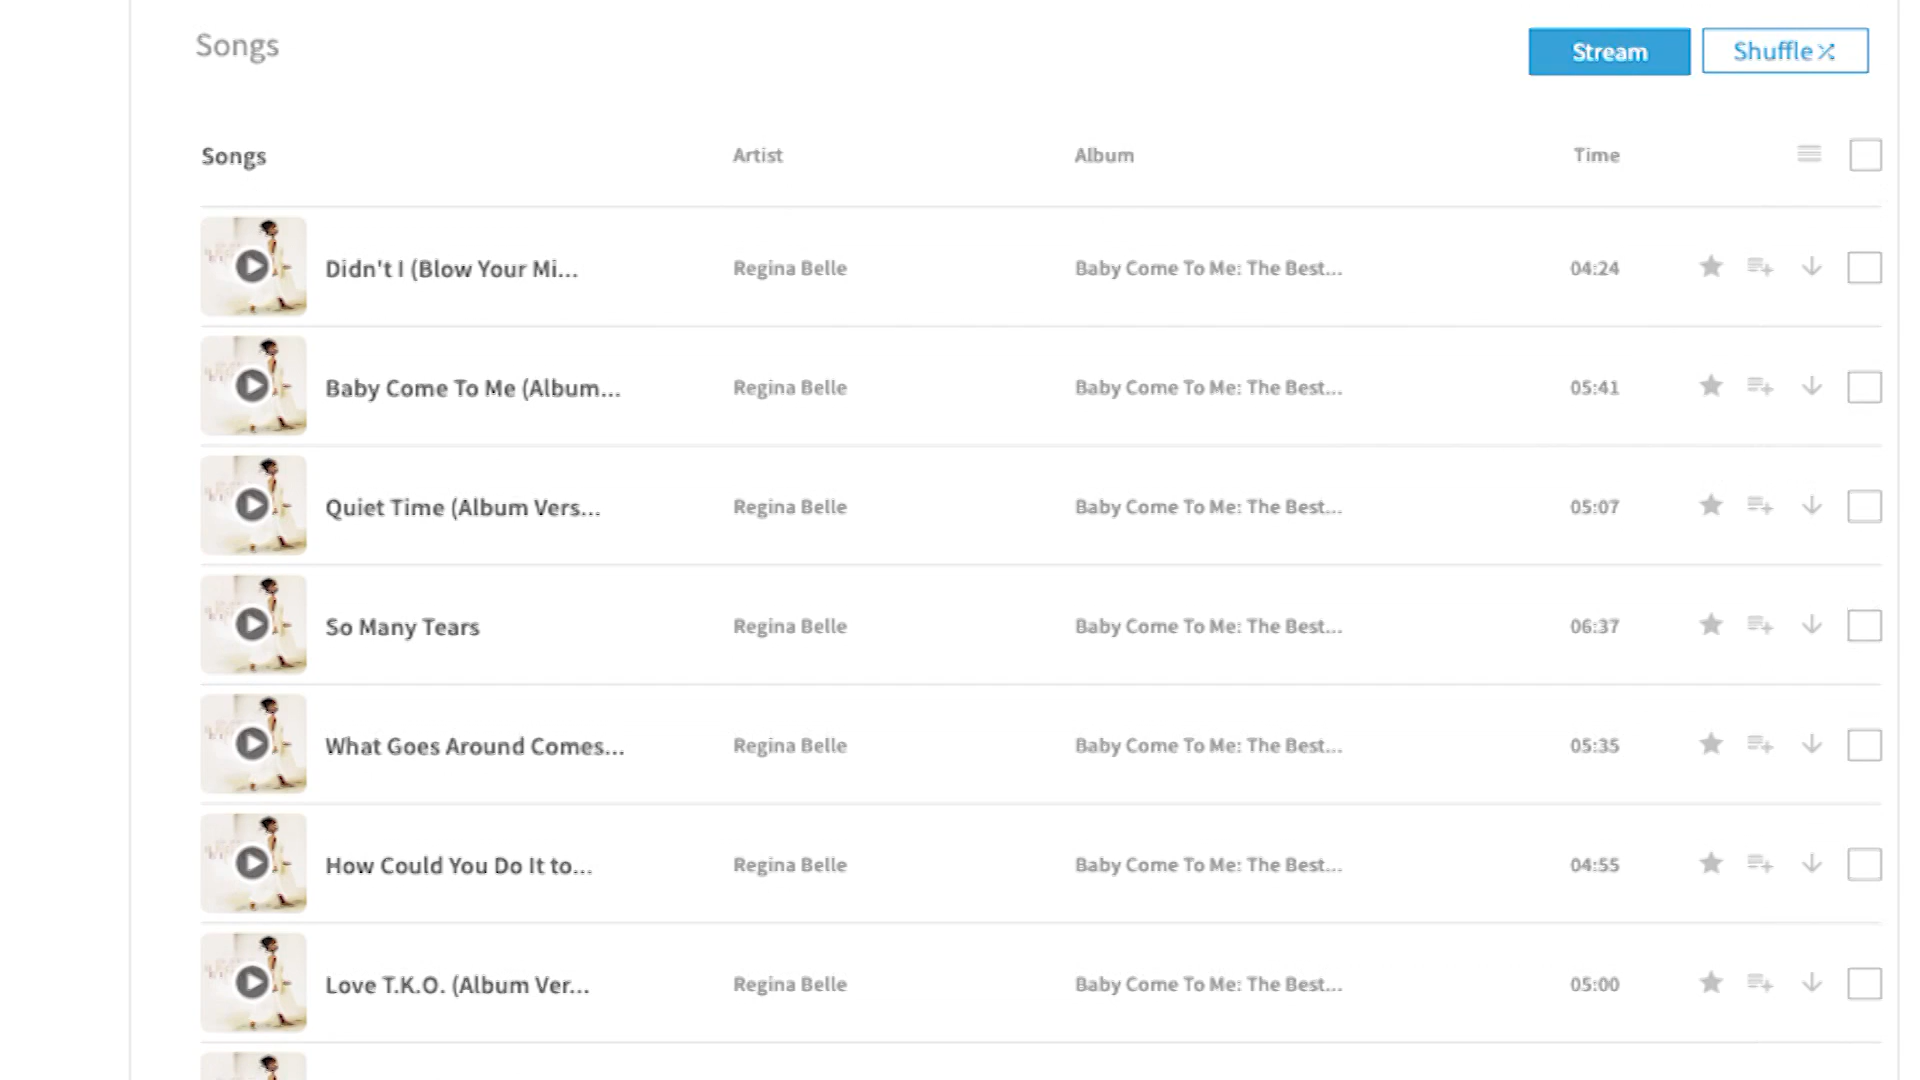 Songs
Stream
Shuffle
Songs Artist Album Time
Didn't I (Blow Your Mi... Regina Belle Baby Come To Me: The Best... 04:24
Baby Come To Me (Album... Regina Belle Baby Come To Me: The Best... 05:41
Quiet Time (Album Vers... Regina Belle Baby Come To Me: The Best... 05:07
So Many Tears Regina Belle Baby Come To Me: The Best... 06:37
What Goes Around Comes... Regina Belle Baby Come To Me: The Best... 05:35
How Could You Do It to... Regina Belle Baby Come To Me: The Best... 04:55
Love T.K.O. (Album Ver... Regina Belle Baby Come To Me: The Best... 05:00